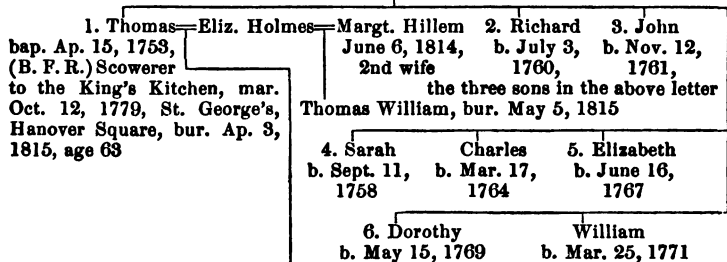 1. Thomas=Eliz. Holmes=Margt. Hillem 2. Richard 3. John
bap. Ap. 15, 1753, June 6, 1814, b. July 3, b. Nov. 12,
(B. F. R.) Scowerer 2nd wife 1760, 1761,
to the King's Kitchen, mar. the three sons in the above letter
Oct. 12, 1779, St. George's, Thomas William, bur. May 5, 1815
Hanover Square, bur. Ap. 3,
1815, age 63
4. Sarah Charles 5. Elizabeth
b. Sept. 11, b. Mar. 17, b. June 16,
1758 1764 1767
6. Dorothy William
b. May 15, 1769 b. Mar. 25, 1771